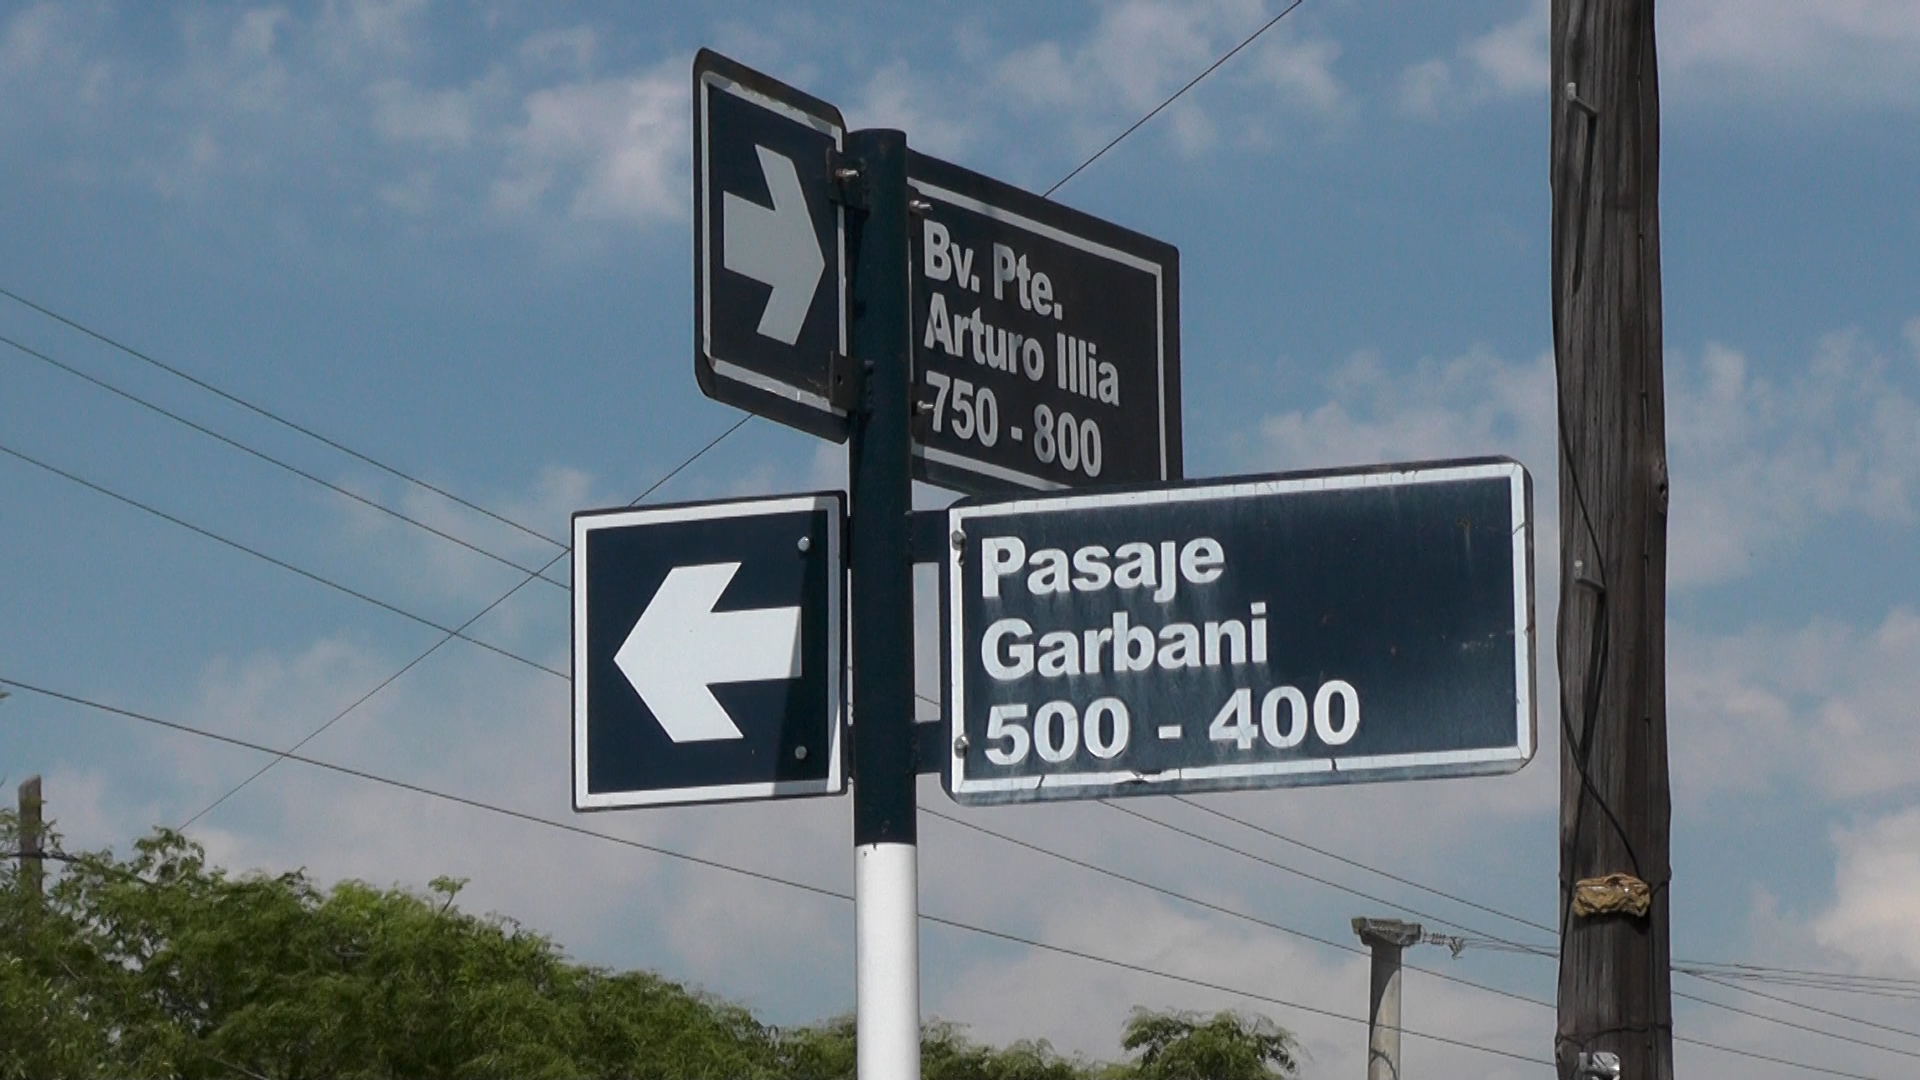 Bv. Pte.
Arturo Illia
750 - 800
Pasaje
Garbani
500 - 400